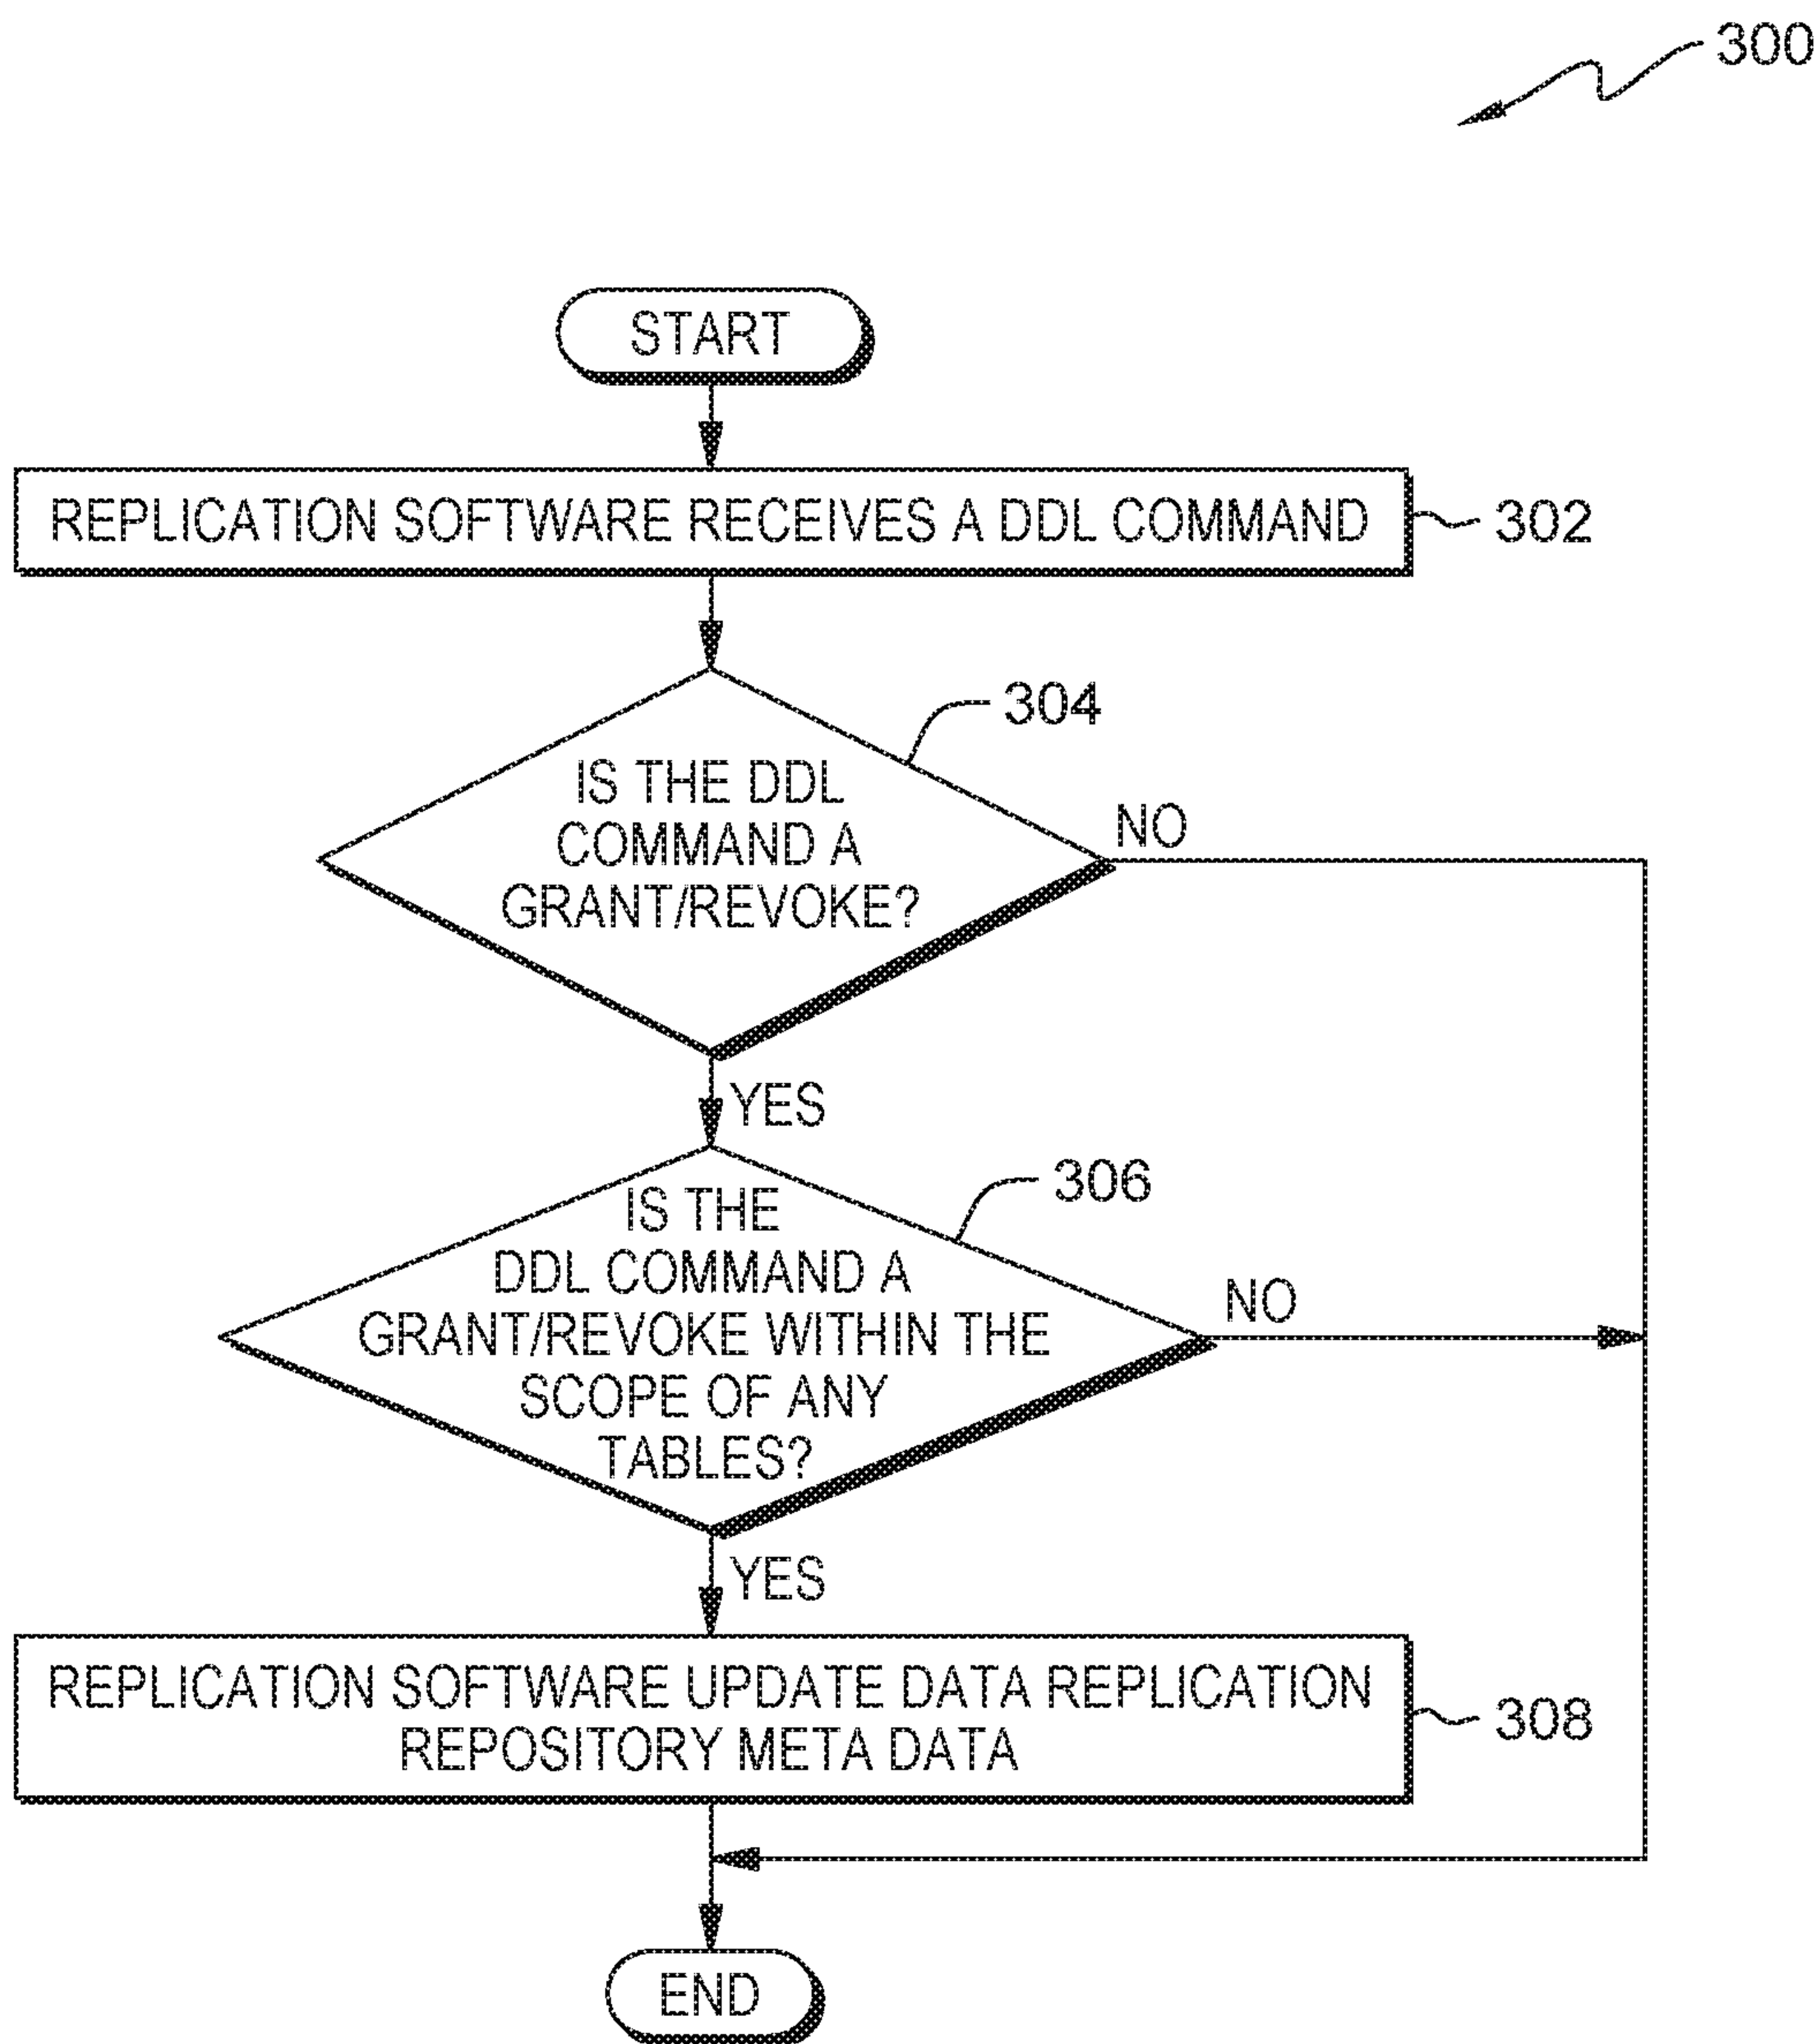 300
START
REPLICATION SOFTWARE RECEIVES A DDL COMMAND
302
304
IS THE DDL
COMMAND A
GRANT/REVOKE?
NO
YES
306
IS THE
DDL COMMAND A
GRANT/REVOKE WITHIN THE
SCOPE OF ANY
TABLES?
NO
YES
REPLICATION SOFTWARE UPDATE DATA REPLICATION
REPOSITORY META DATA
308
END